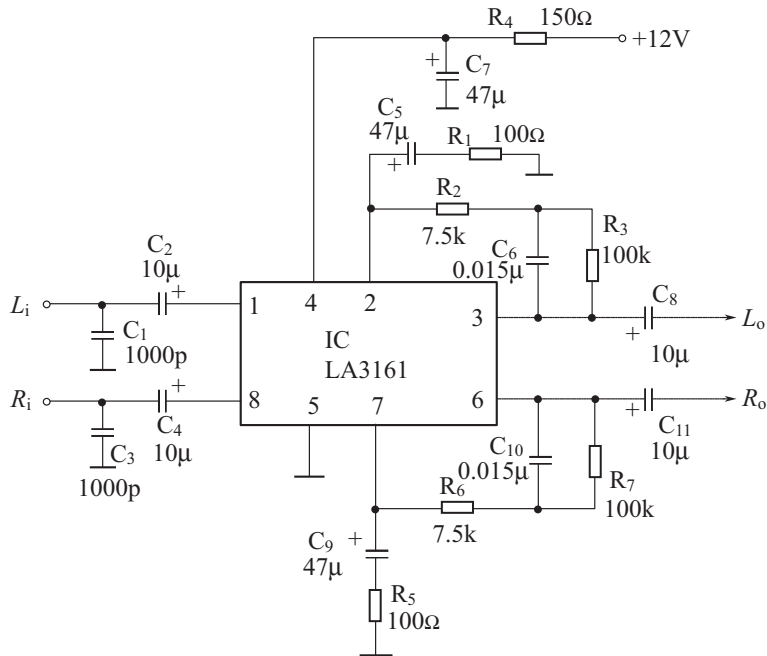 R4 150Ω
+12V
+ C7
47μ
C5
47μ
+
R1 100Ω
R2
7.5k
R3
100k
C6
0.015μ
C2
10μ +
Li
C1
1000p
1 4 2 3
IC
LA3161
8 5 7 6
C8
+
10μ
Lo
Ri
+
C4
10μ
C3
1000p
Ro
+
C11
10μ
C10
0.015μ
R7
100k
R6
7.5k
C9 +
47μ
R5
100Ω